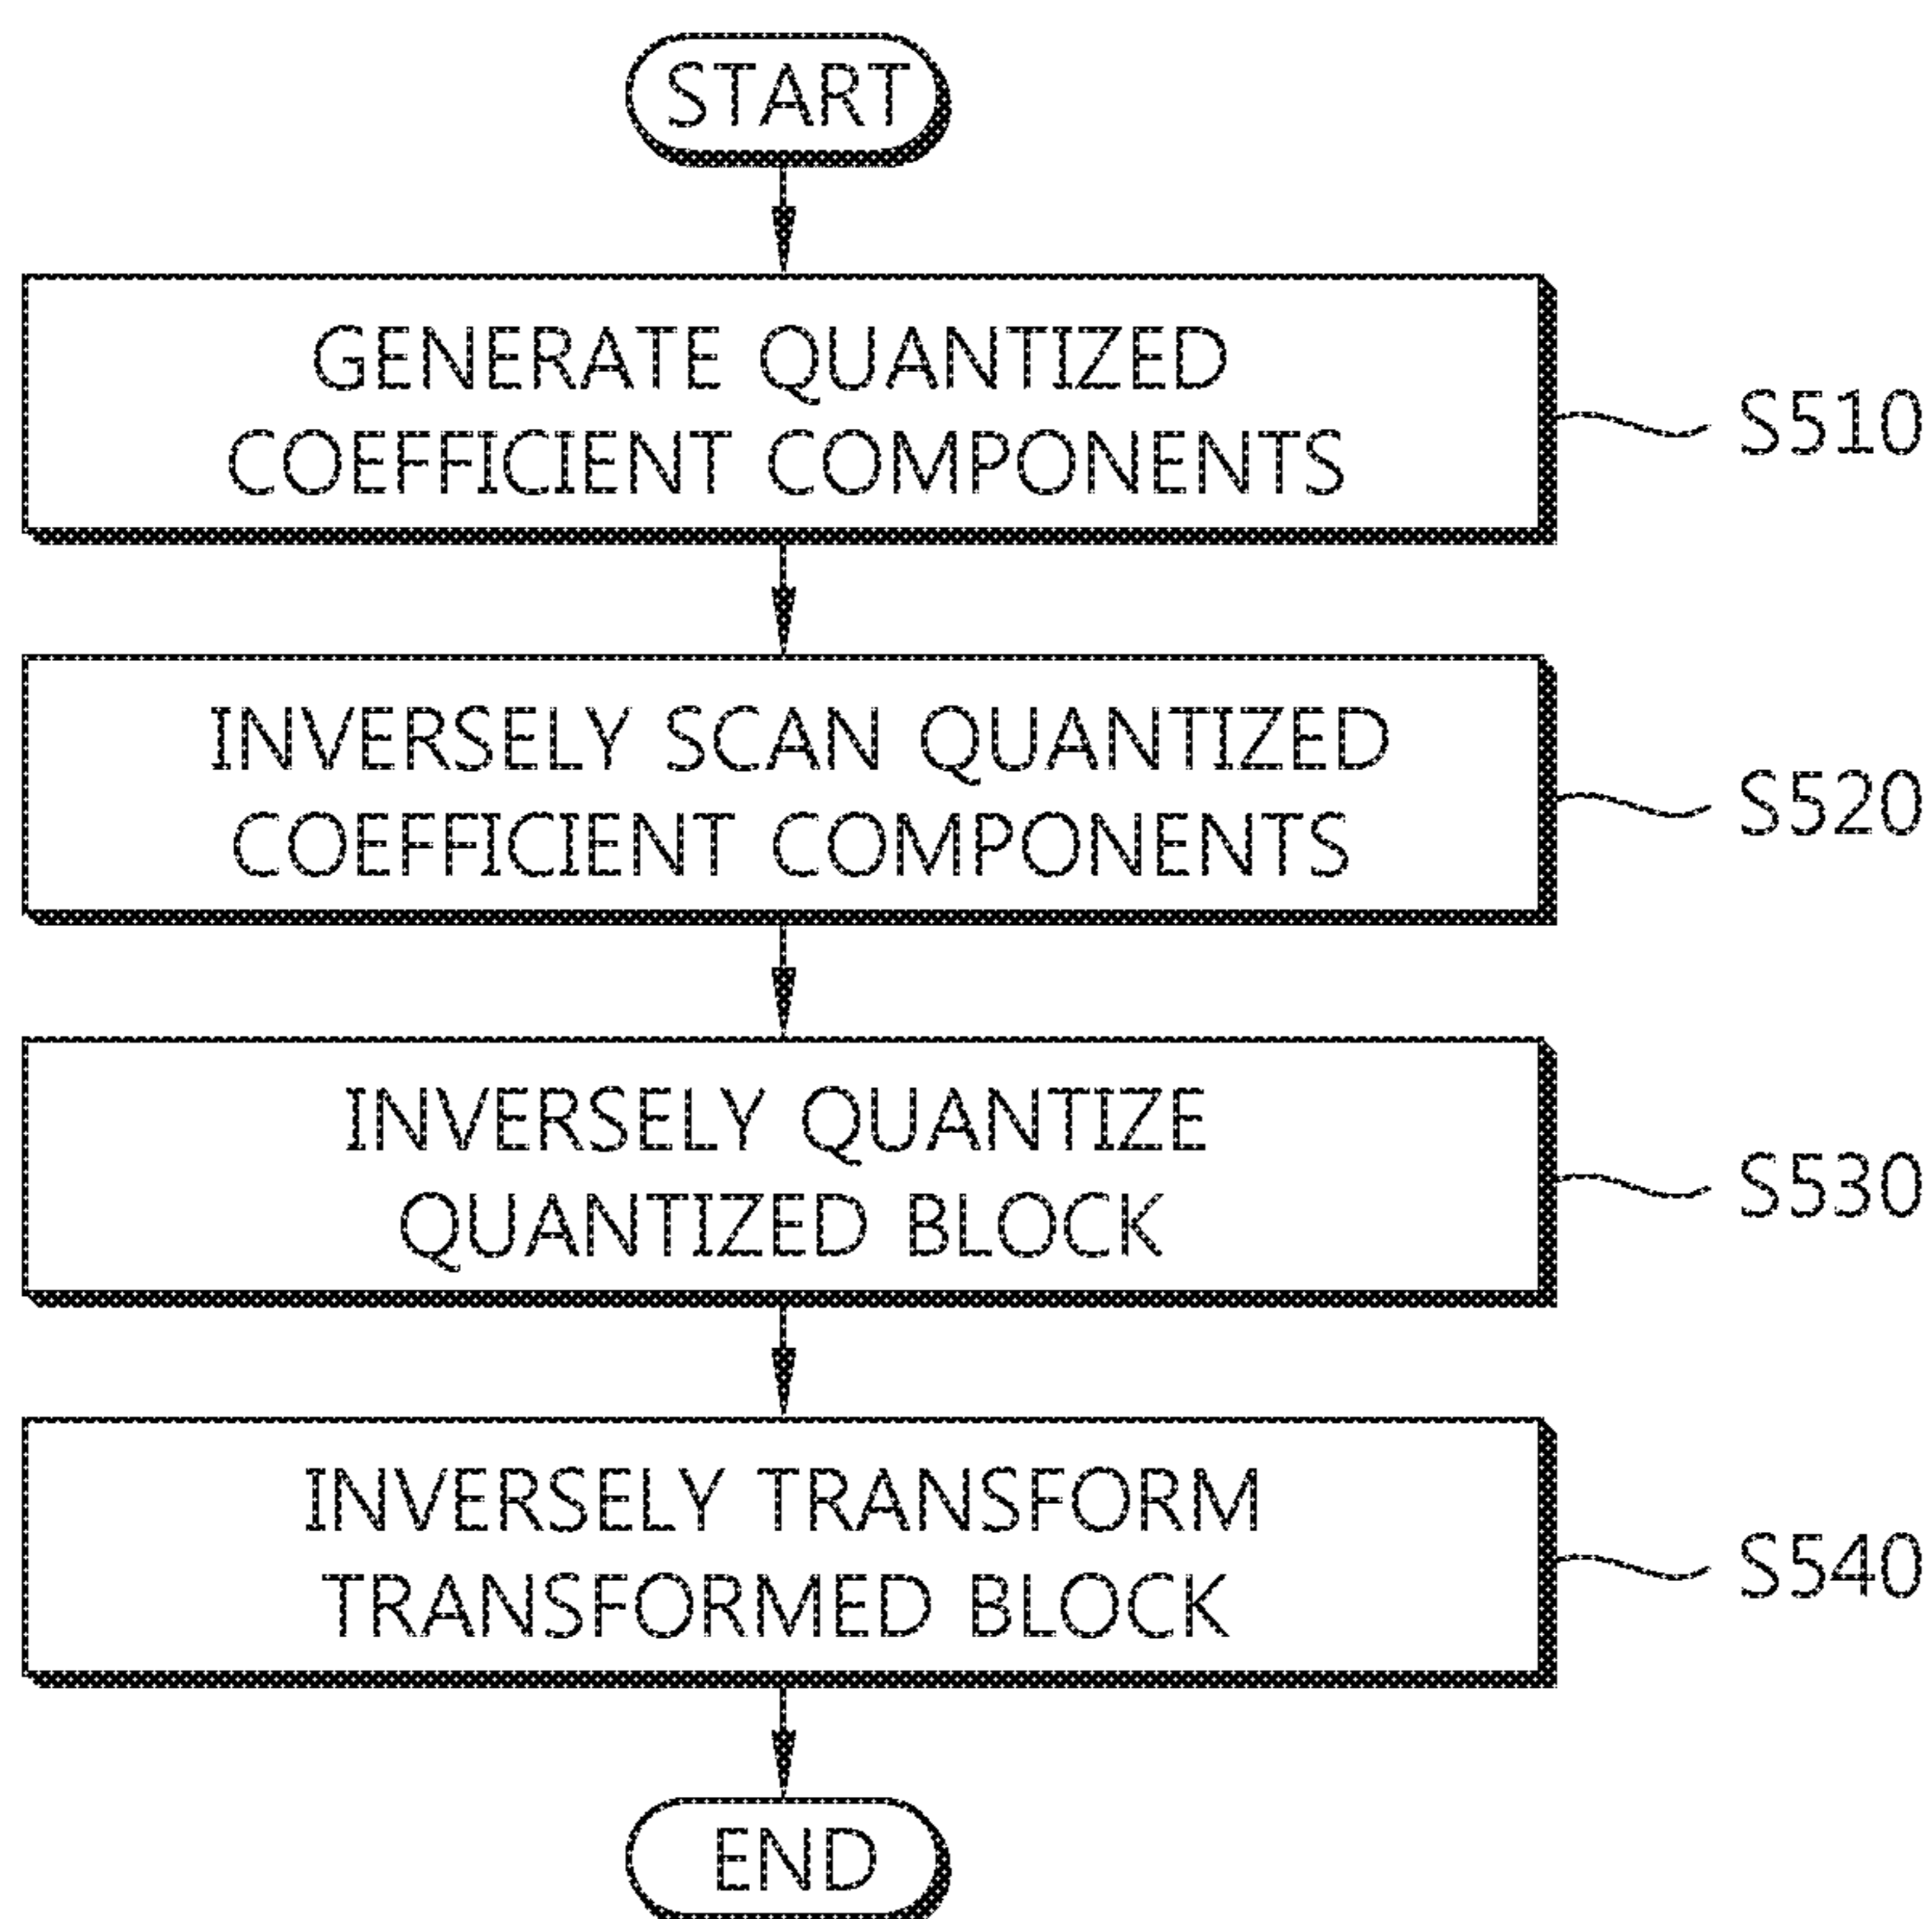 START
GENERATE QUANTIZED
COEFFICIENT COMPONENTS
S510
INVERSELY SCAN QUANTIZED
COEFFICIENT COMPONENTS
S520
INVERSELY QUANTIZE
QUANTIZED BLOCK
S530
INVERSELY TRANSFORM
TRANSFORMED BLOCK
S540
END